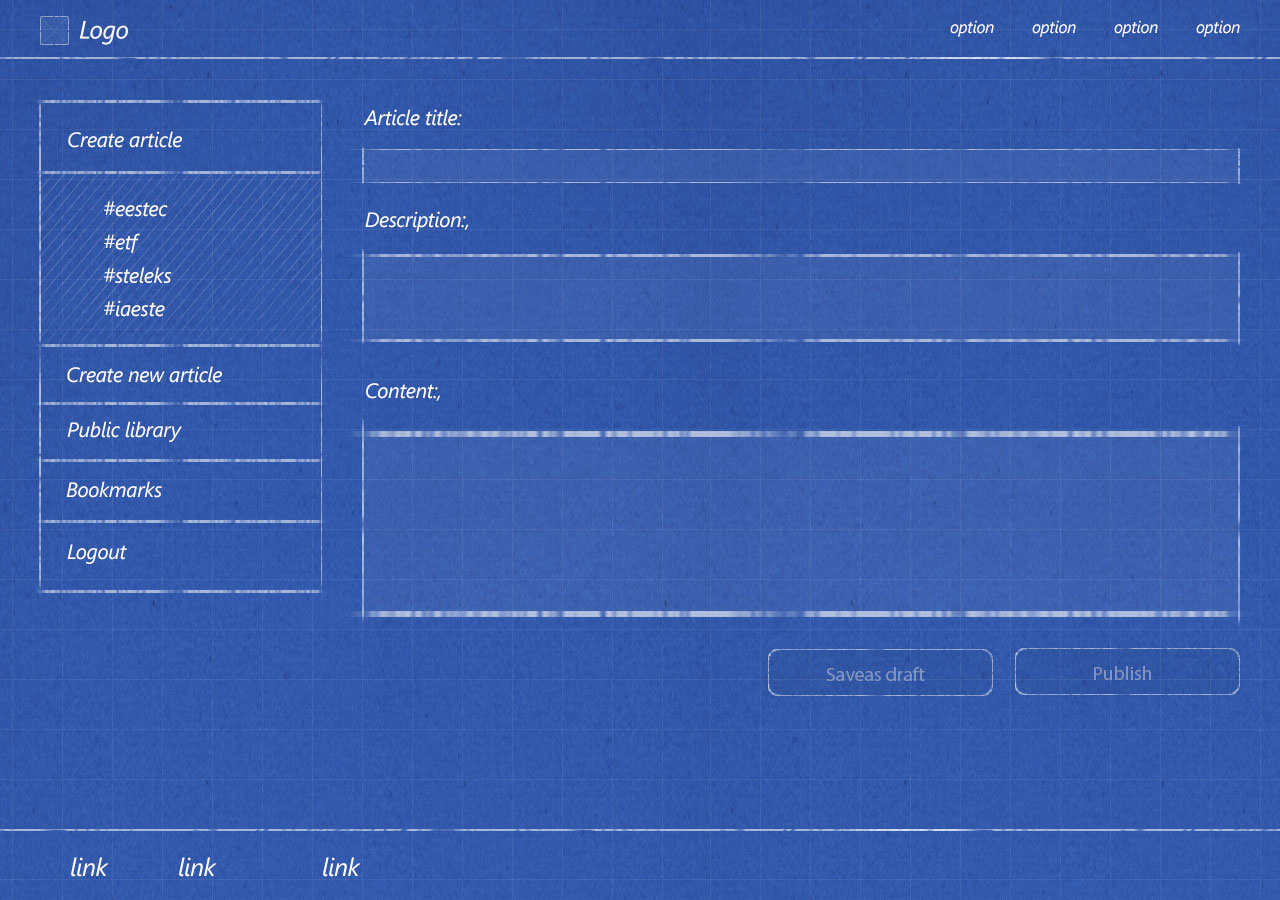 Logo option option option option
Create article
#eestec
#etf
#steleks
#iaeste
Create new article
Public library
Bookmarks
Logout
Article title:
Description:,
Content:,
Saveas draft Publish
link link link